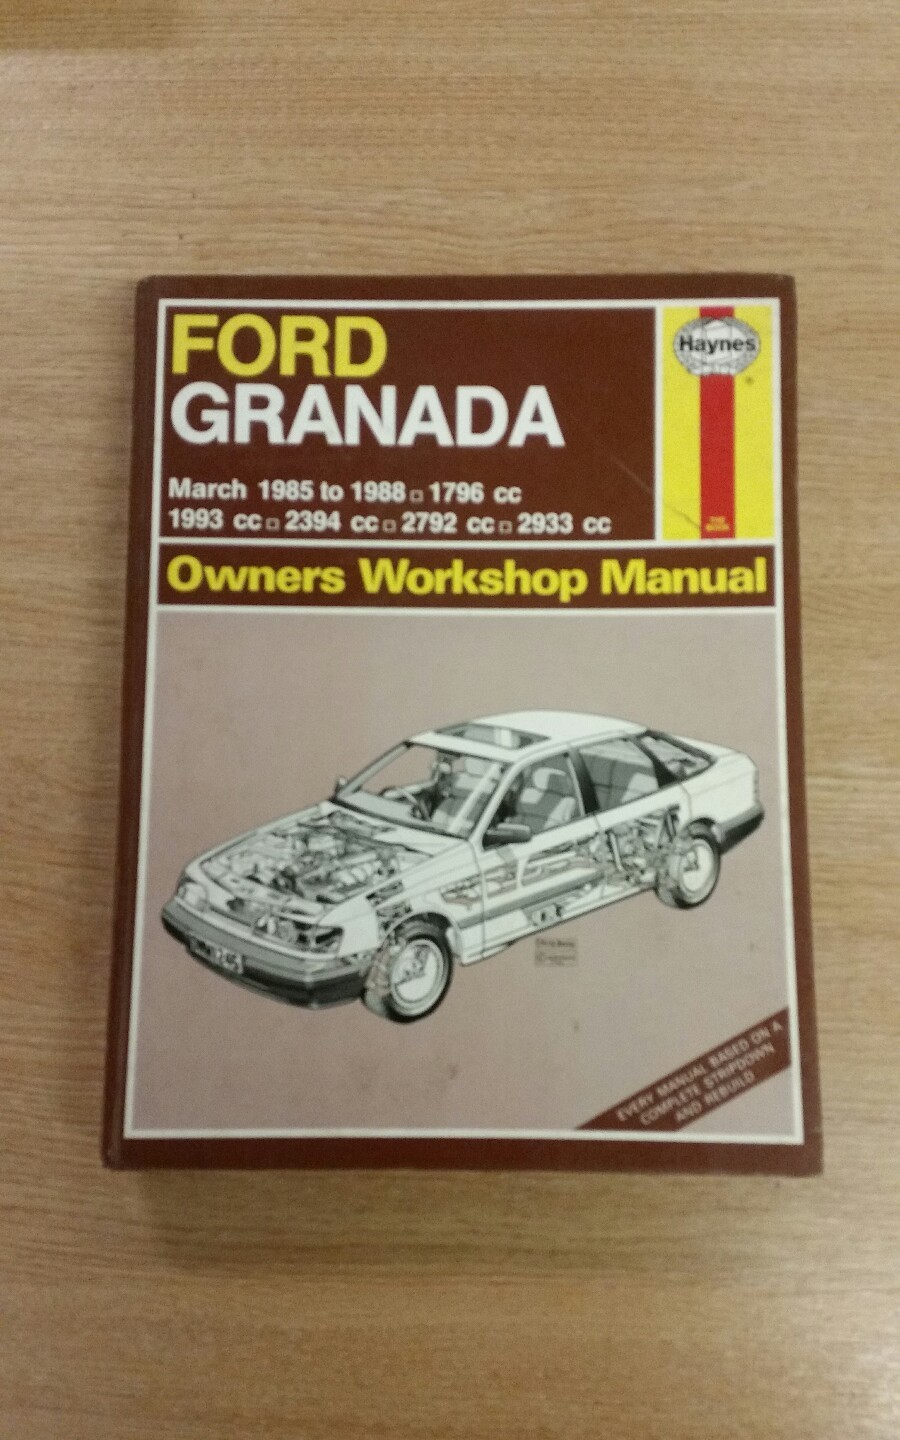 FORD
GRANADA
Haynes
March 1985 to 1988 □ 1796 cc
1993 cc □ 2394 cc □ 2792 cc □ 2933 cc
Owners Workshop Manual
EVERY MANUAL BASED ON A
COMPLETE STRIPDOWN
AND REBUILD